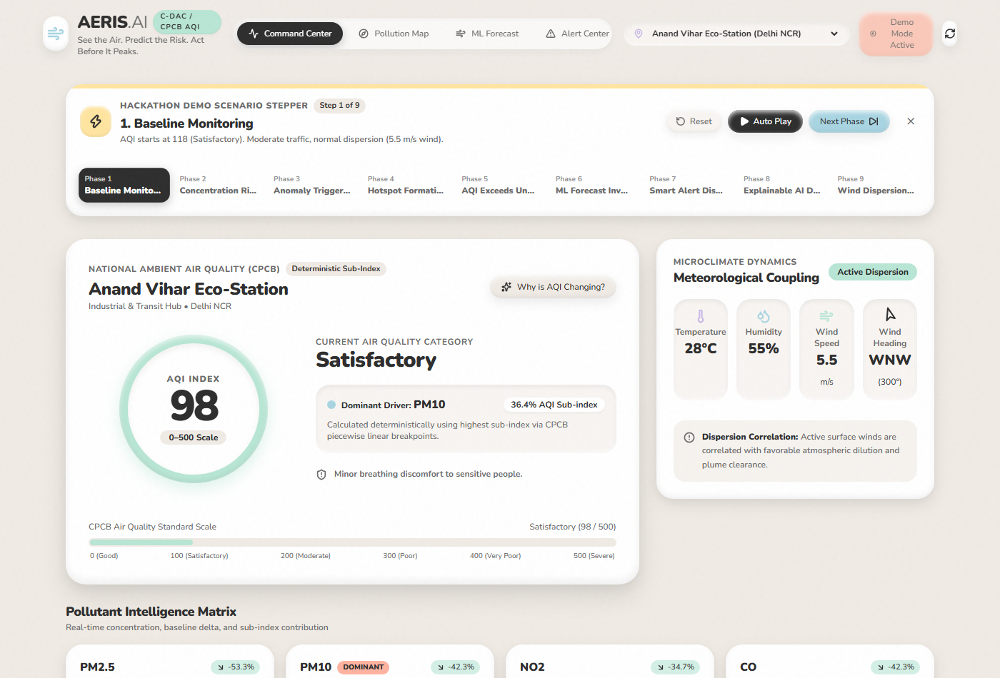 AERIS.AI
C-DAC /
CPCB AQI
See the Air. Predict the Risk. Act
Before It Peaks.
Command Center
Pollution Map
ML Forecast
Alert Center
Anand Vihar Eco-Station (Delhi NCR)
Demo
Mode
Active
HACKATHON DEMO SCENARIO STEPPER
Step 1 of 9
1. Baseline Monitoring
AQI starts at 118 (Satisfactory). Moderate traffic, normal dispersion (5.5 m/s wind).
Reset
Auto Play
Next Phase
Phase 1
Baseline Monito...
Phase 2
Concentration Ri...
Phase 3
Anomaly Trigger...
Phase 4
Hotspot Formati...
Phase 5
AQI Exceeds Un...
Phase 6
ML Forecast Inv...
Phase 7
Smart Alert Dis...
Phase 8
Explainable AI D...
Phase 9
Wind Dispersion...
NATIONAL AMBIENT AIR QUALITY (CPCB)
Deterministic Sub-Index
Anand Vihar Eco-Station
Industrial & Transit Hub • Delhi NCR
Why is AQI Changing?
AQI INDEX
98
0–500 Scale
CURRENT AIR QUALITY CATEGORY
Satisfactory
Dominant Driver: PM10
36.4% AQI Sub-index
Calculated deterministically using highest sub-index via CPCB
piecewise linear breakpoints.
Minor breathing discomfort to sensitive people.
CPCB Air Quality Standard Scale
Satisfactory (98 / 500)
0 (Good)
100 (Satisfactory)
200 (Moderate)
300 (Poor)
400 (Very Poor)
500 (Severe)
MICROCLIMATE DYNAMICS
Meteorological Coupling
Active Dispersion
Temperature
28°C
Humidity
55%
Wind
Speed
5.5
m/s
Wind
Heading
WNW
(300°)
Dispersion Correlation: Active surface winds are
correlated with favorable atmospheric dilution and
plume clearance.
Pollutant Intelligence Matrix
Real-time concentration, baseline delta, and sub-index contribution
PM2.5
-53.3%
PM10
DOMINANT
-42.3%
NO2
-34.7%
CO
-42.3%